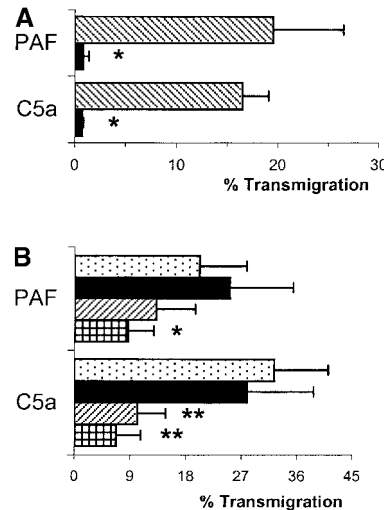 A
PAF
*
C5a
*
0 10 20 30
% Transmigration
B
PAF
*
C5a
**
**
0 9 18 27 36 45
% Transmigration